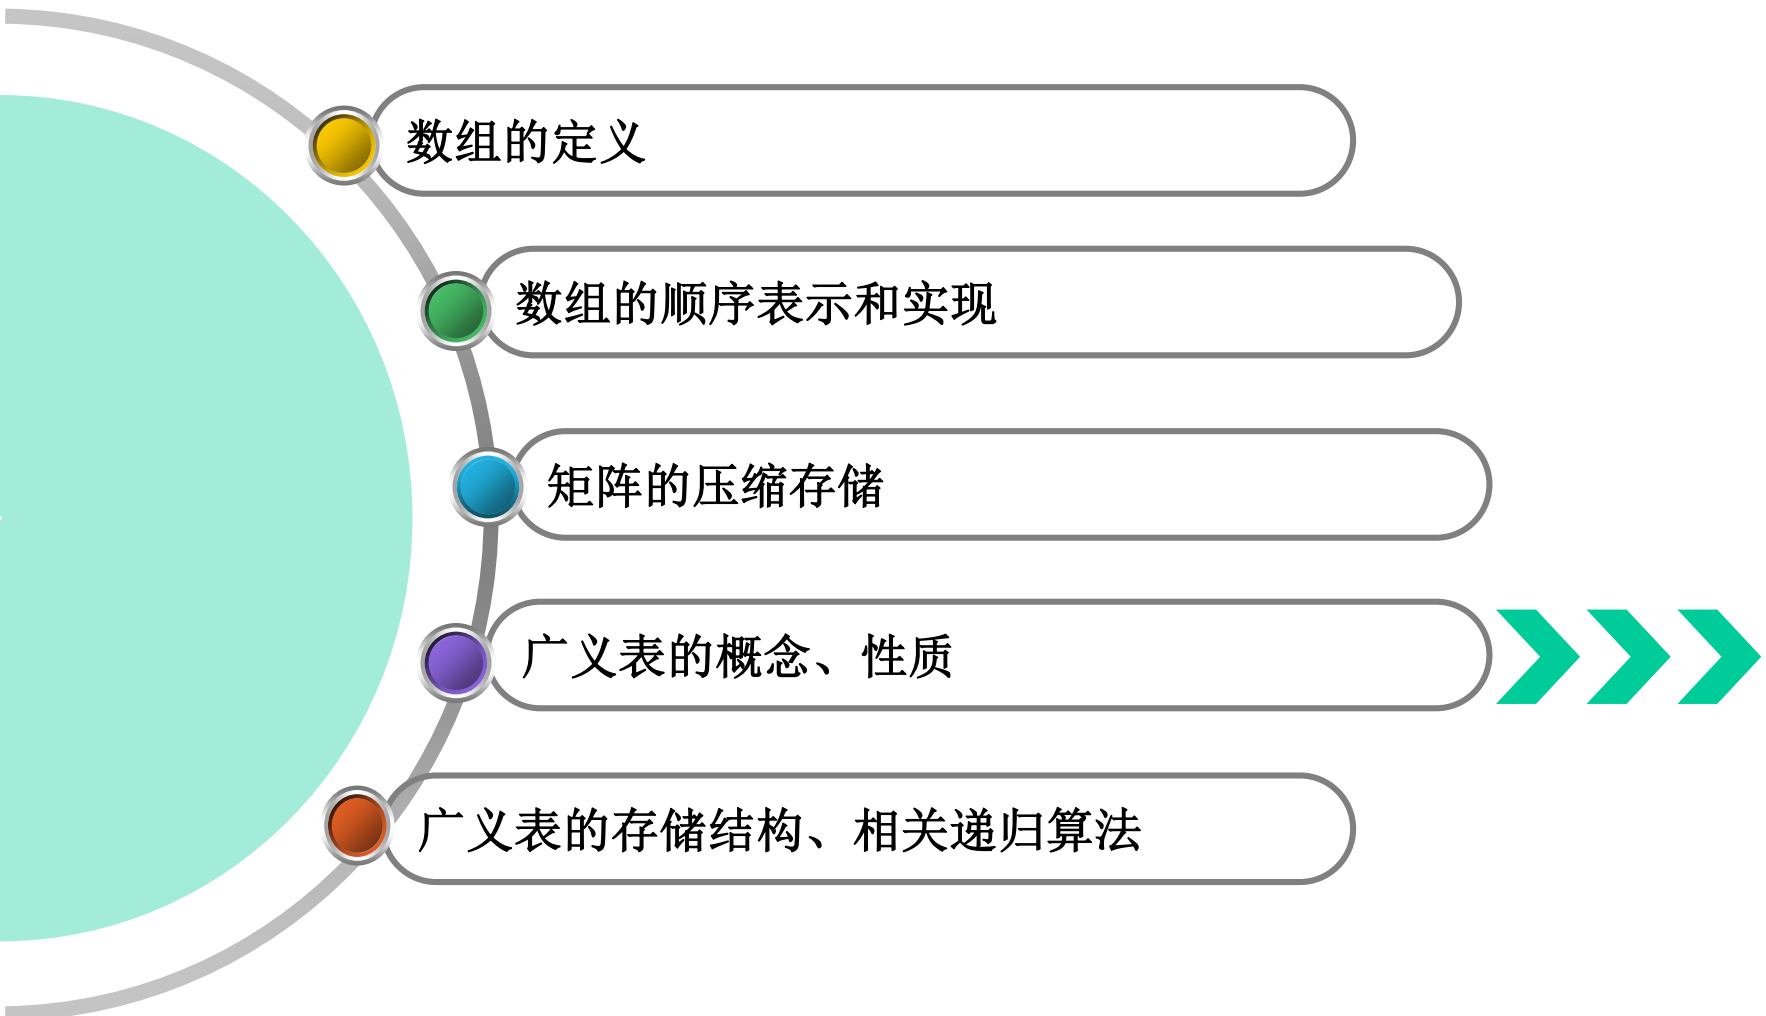 数组的定义
数组的顺序表示和实现
矩阵的压缩存储
广义表的概念、性质
广义表的存储结构、相关递归算法